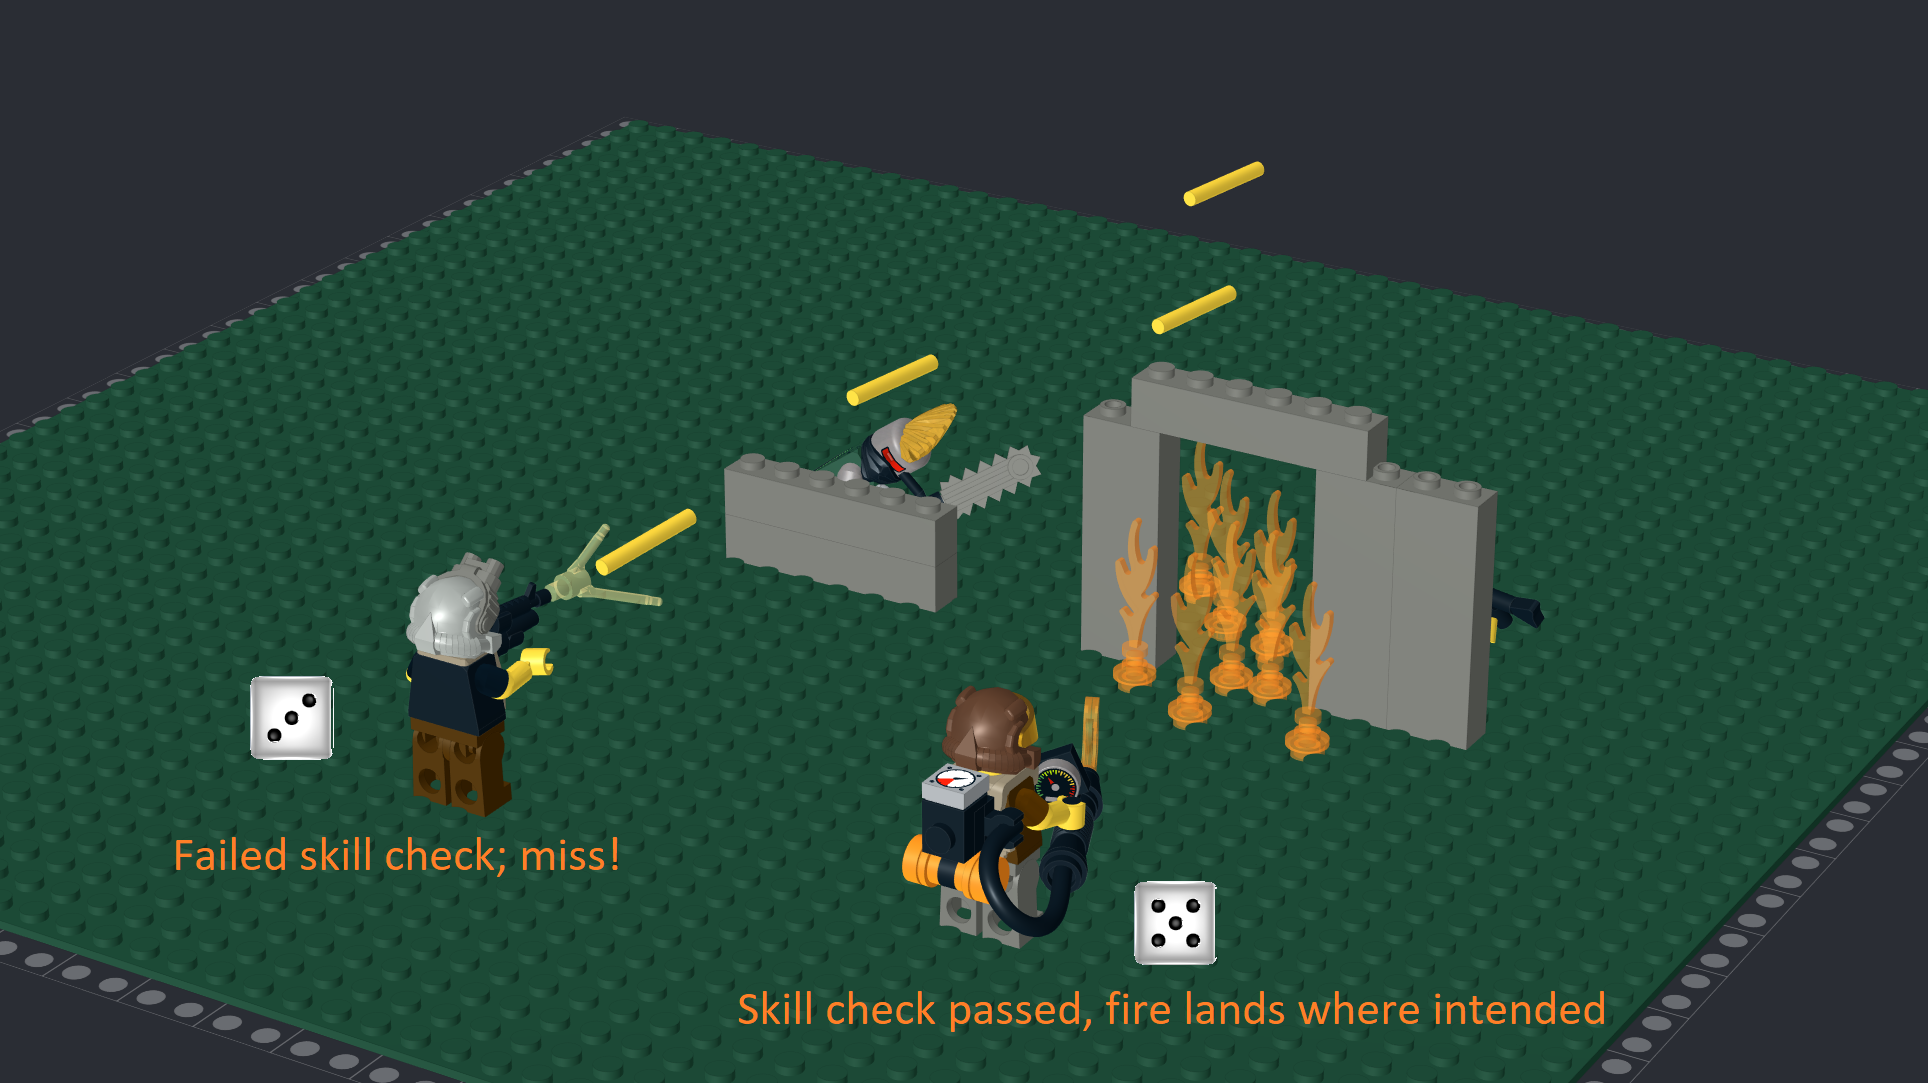 Failed skill check; miss!
Skill check passed, fire lands where intended